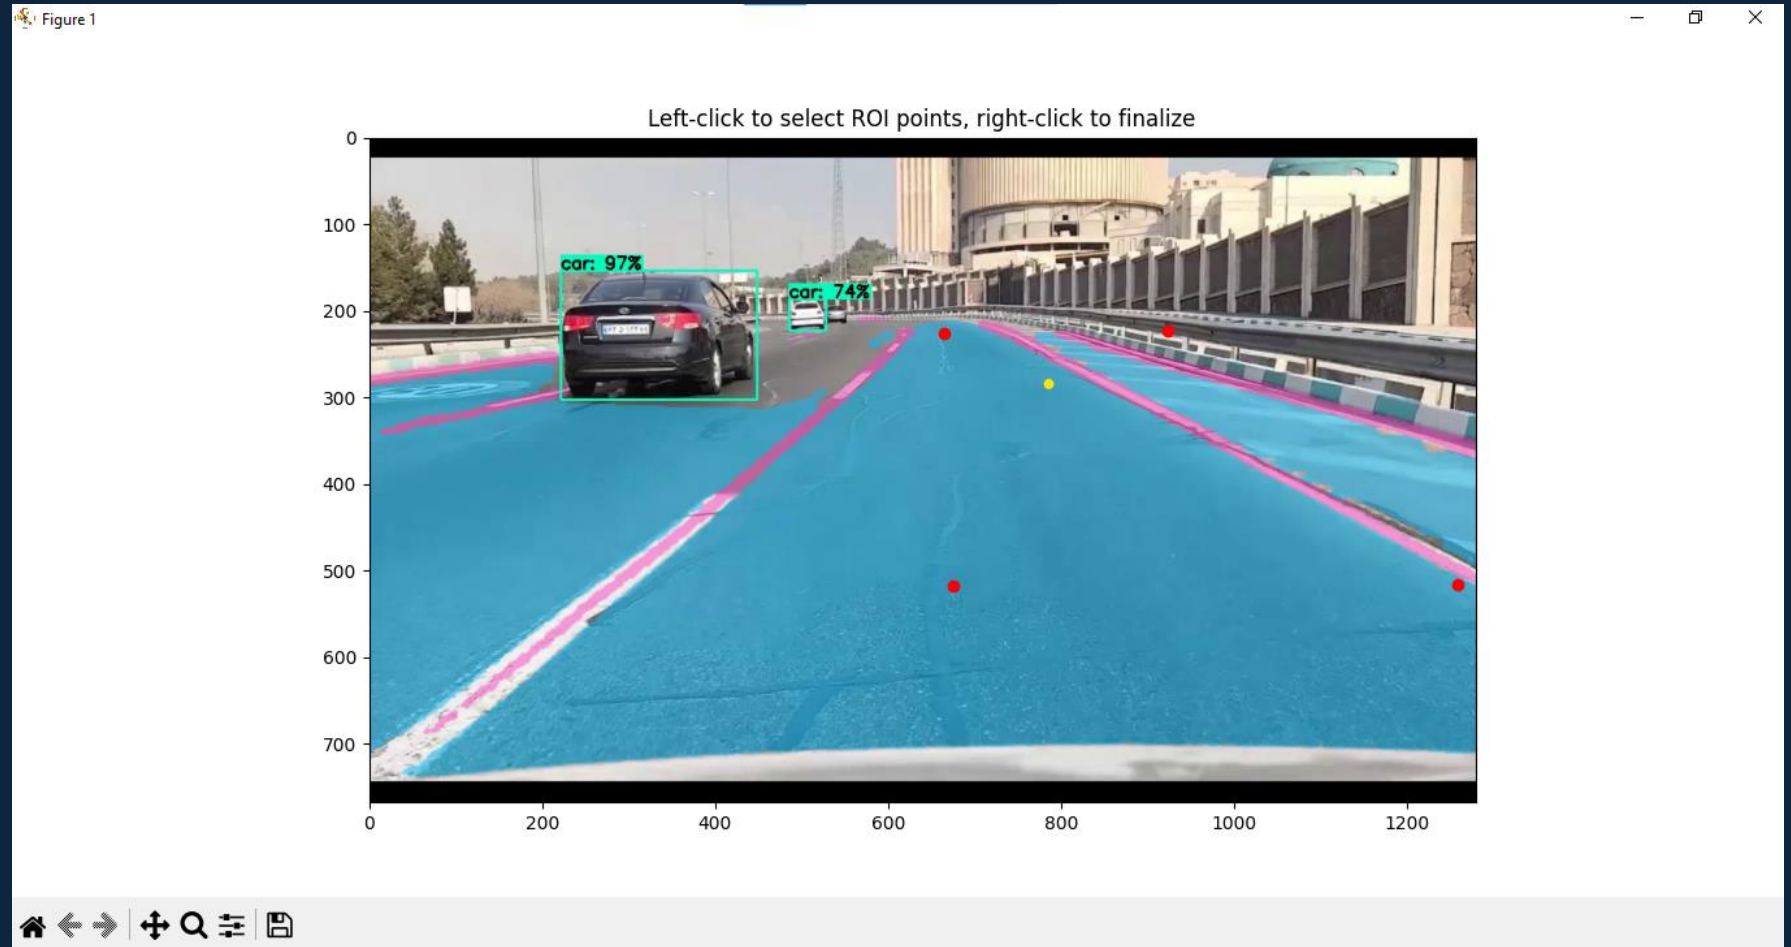 Figure 1
Left-click to select ROI points, right-click to finalize
0
100
200
300
400
500
600
700
car: 97%
car: 74%
0 200 400 600 800 1000 1200